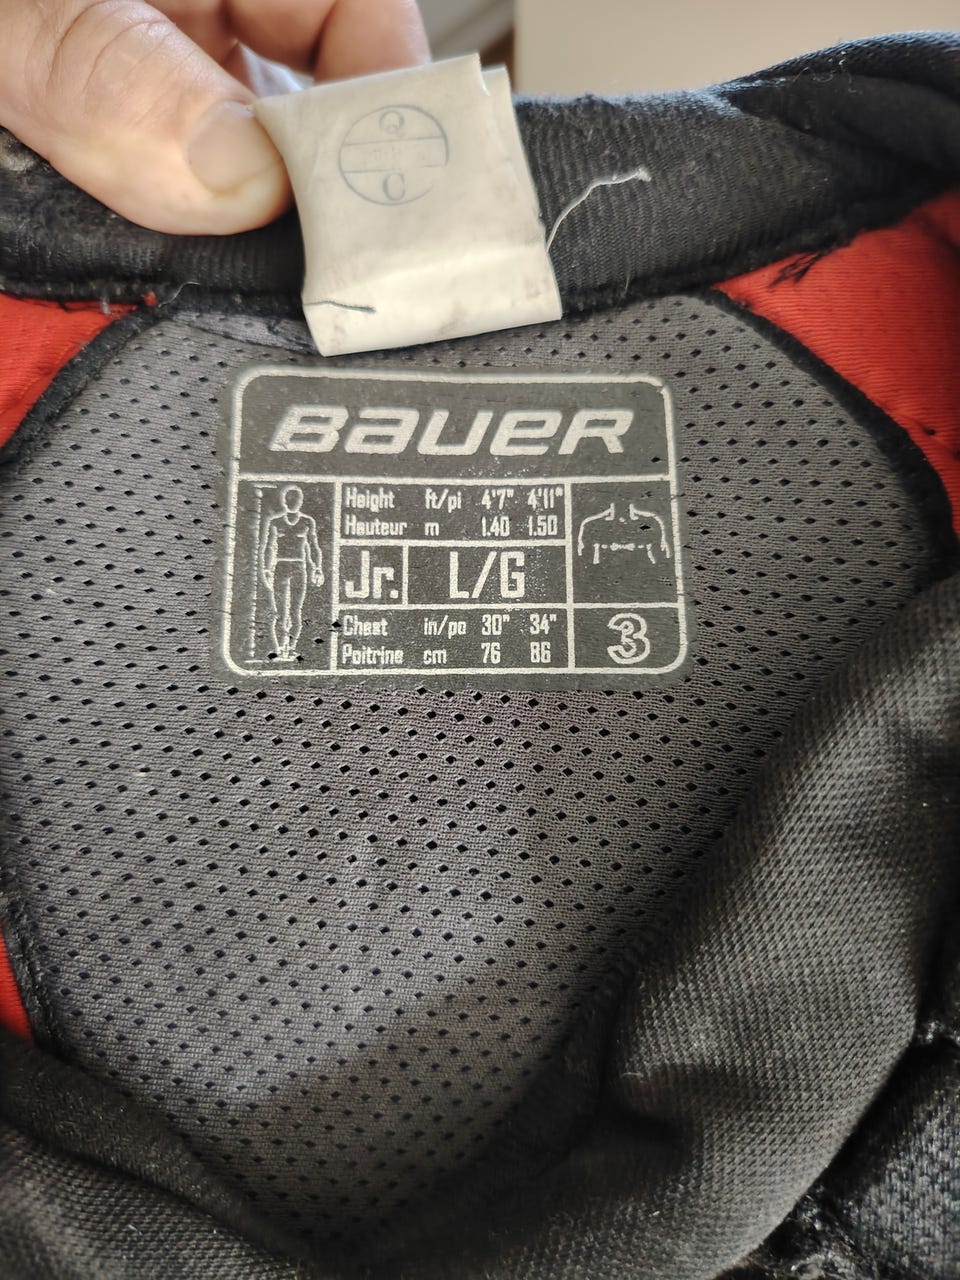 Q
C
BAUER
Height ft/pi 4'7" 4'11"
Hauteur m 1.40 1.50
Jr. L/G
Chest in/po 30" 34"
Poitrine cm 76 86
3